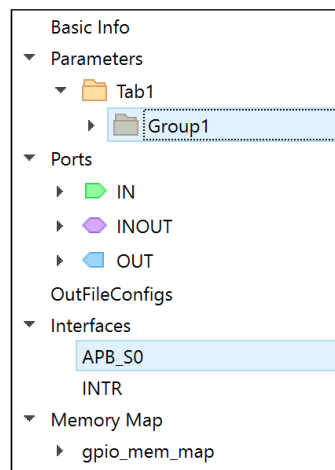 Basic Info
Parameters
Tab1
Group1
Ports
IN
INOUT
OUT
OutFileConfigs
Interfaces
APB_S0
INTR
Memory Map
gpio_mem_map